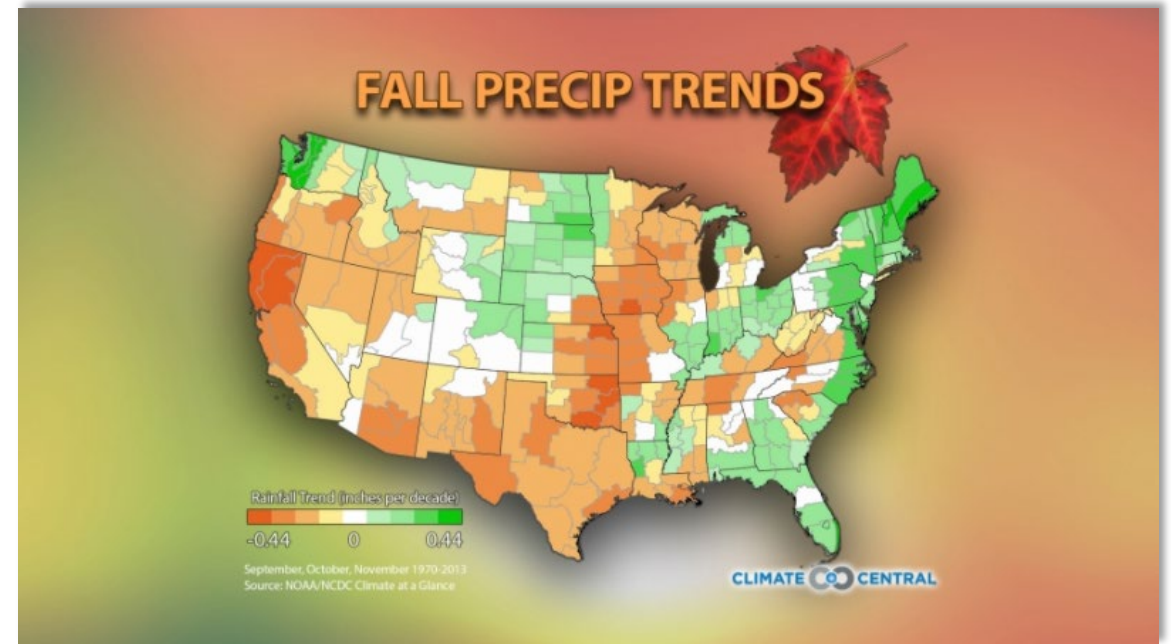 FALL PRECIP TRENDS
Rainfall Trend (inches per decade)
-0.44 0 0.44
September, October, November 1970-2013
Source: NOAA/NCDC Climate at a Glance
CLIMATE CENTRAL